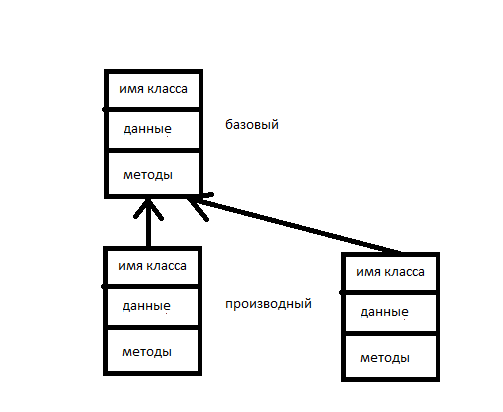 имя класса
данные
базовый
методы
имя класса
данные
производный
методы
имя класса
данные
методы